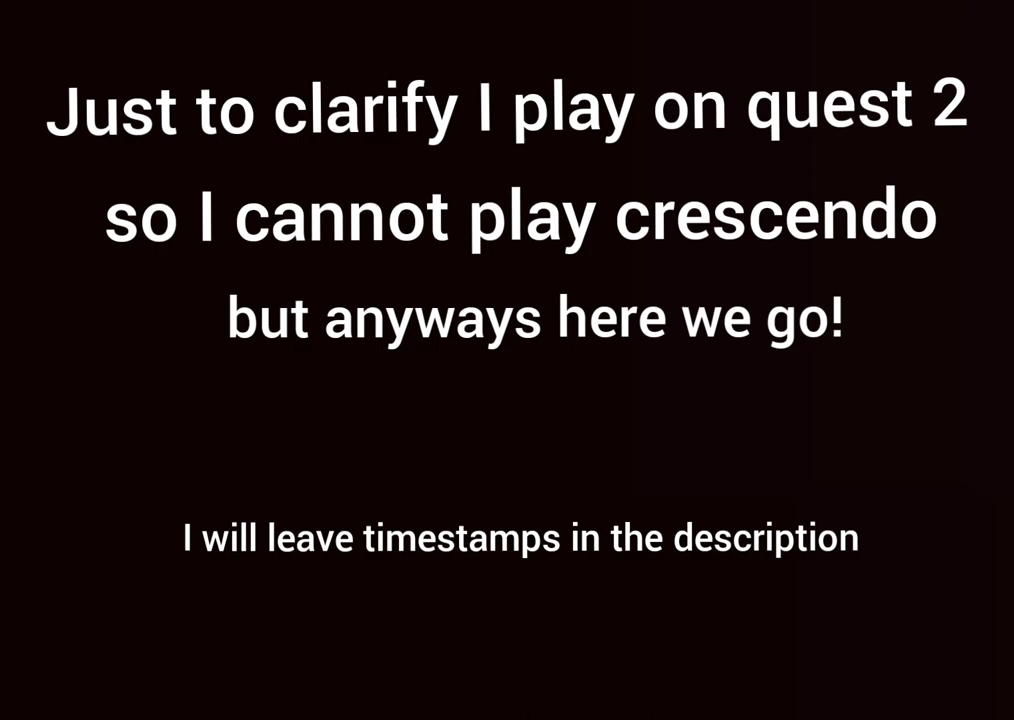 Just to clarify I play on quest 2
so I cannot play crescendo
but anyways here we go!
I will leave timestamps in the description